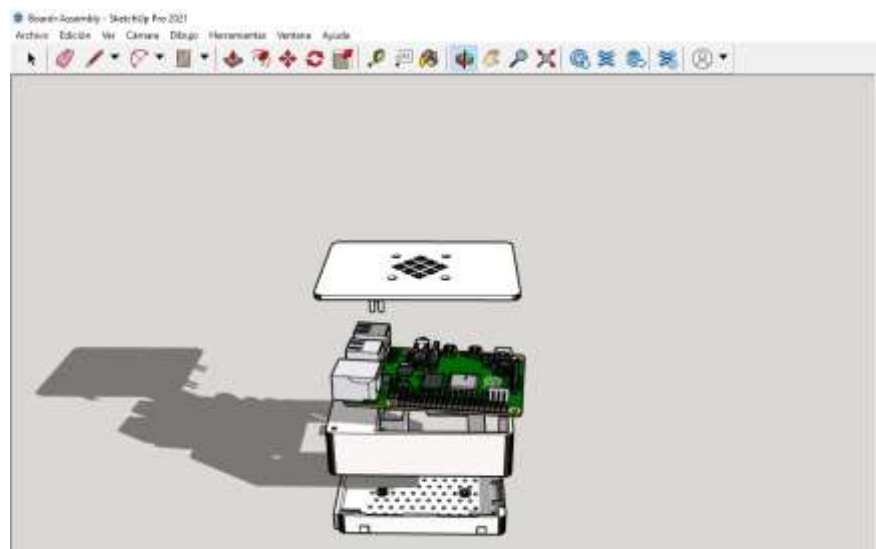 Board+Assembly - SketchUp Pro 2021
Archivo Edición Ver Cámara Dibujo Herramientas Ventana Ayuda